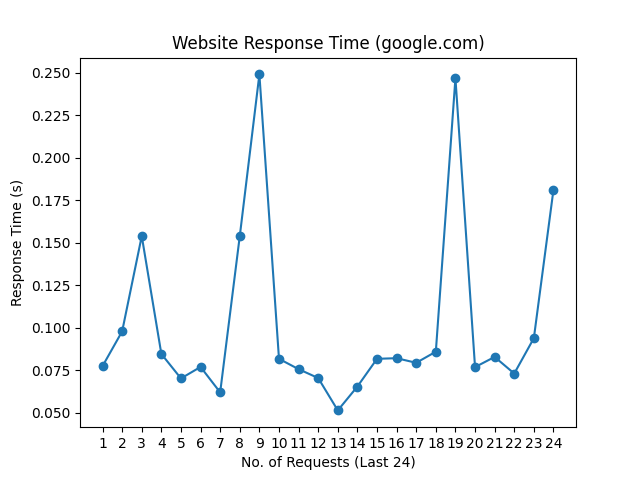 Website Response Time (google.com)
0.250
0.225
0.200
0.175
0.150
0.125
0.100
0.075
0.050
Response Time (s)
1 2 3 4 5 6 7 8 9 10 11 12 13 14 15 16 17 18 19 20 21 22 23 24
No. of Requests (Last 24)